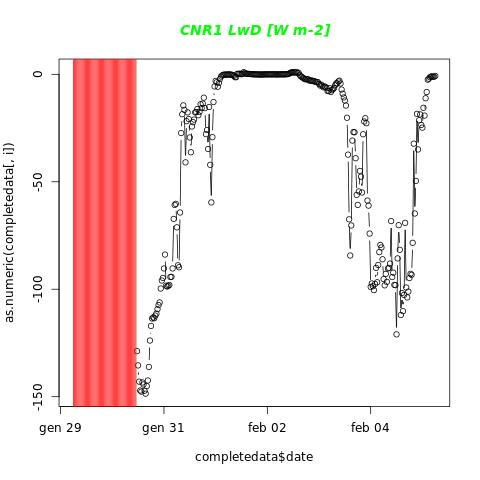 CNR1 LwD [W m-2]
as.numeric(completedata[, i])
0
-50
-100
-150
gen 29
gen 31
feb 02
feb 04
completedata$date